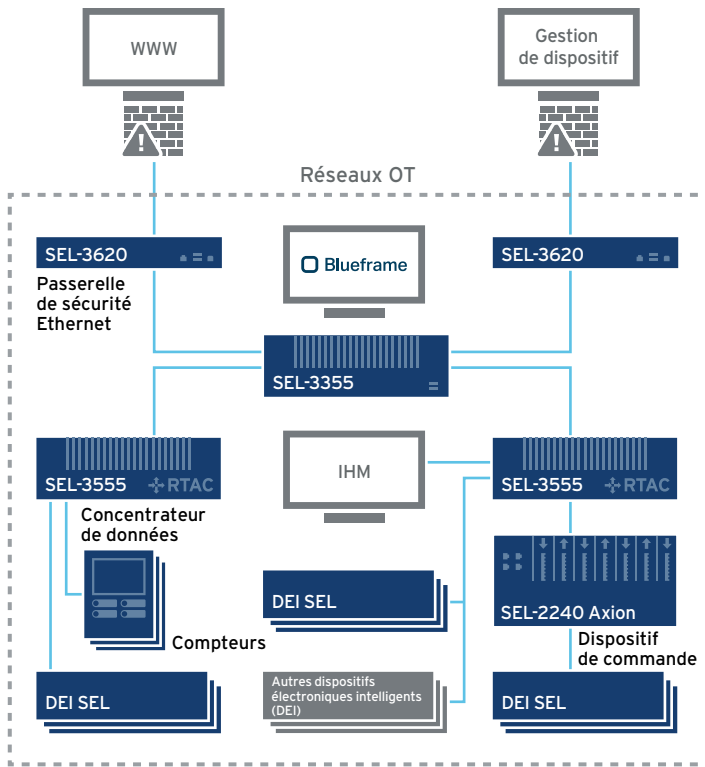 WWW
Gestion
de dispositif
Réseaux OT
SEL-3620
Passerelle
de sécurité
Ethernet
Blueframe
SEL-3620
SEL-3355
SEL-3555 RTAC
Concentrateur
de données
IHM
SEL-3555 RTAC
Compteurs
DEI SEL
SEL-2240 Axion
Dispositif
de commande
DEI SEL
Autres dispositifs
électroniques intelligents
(DEI)
DEI SEL